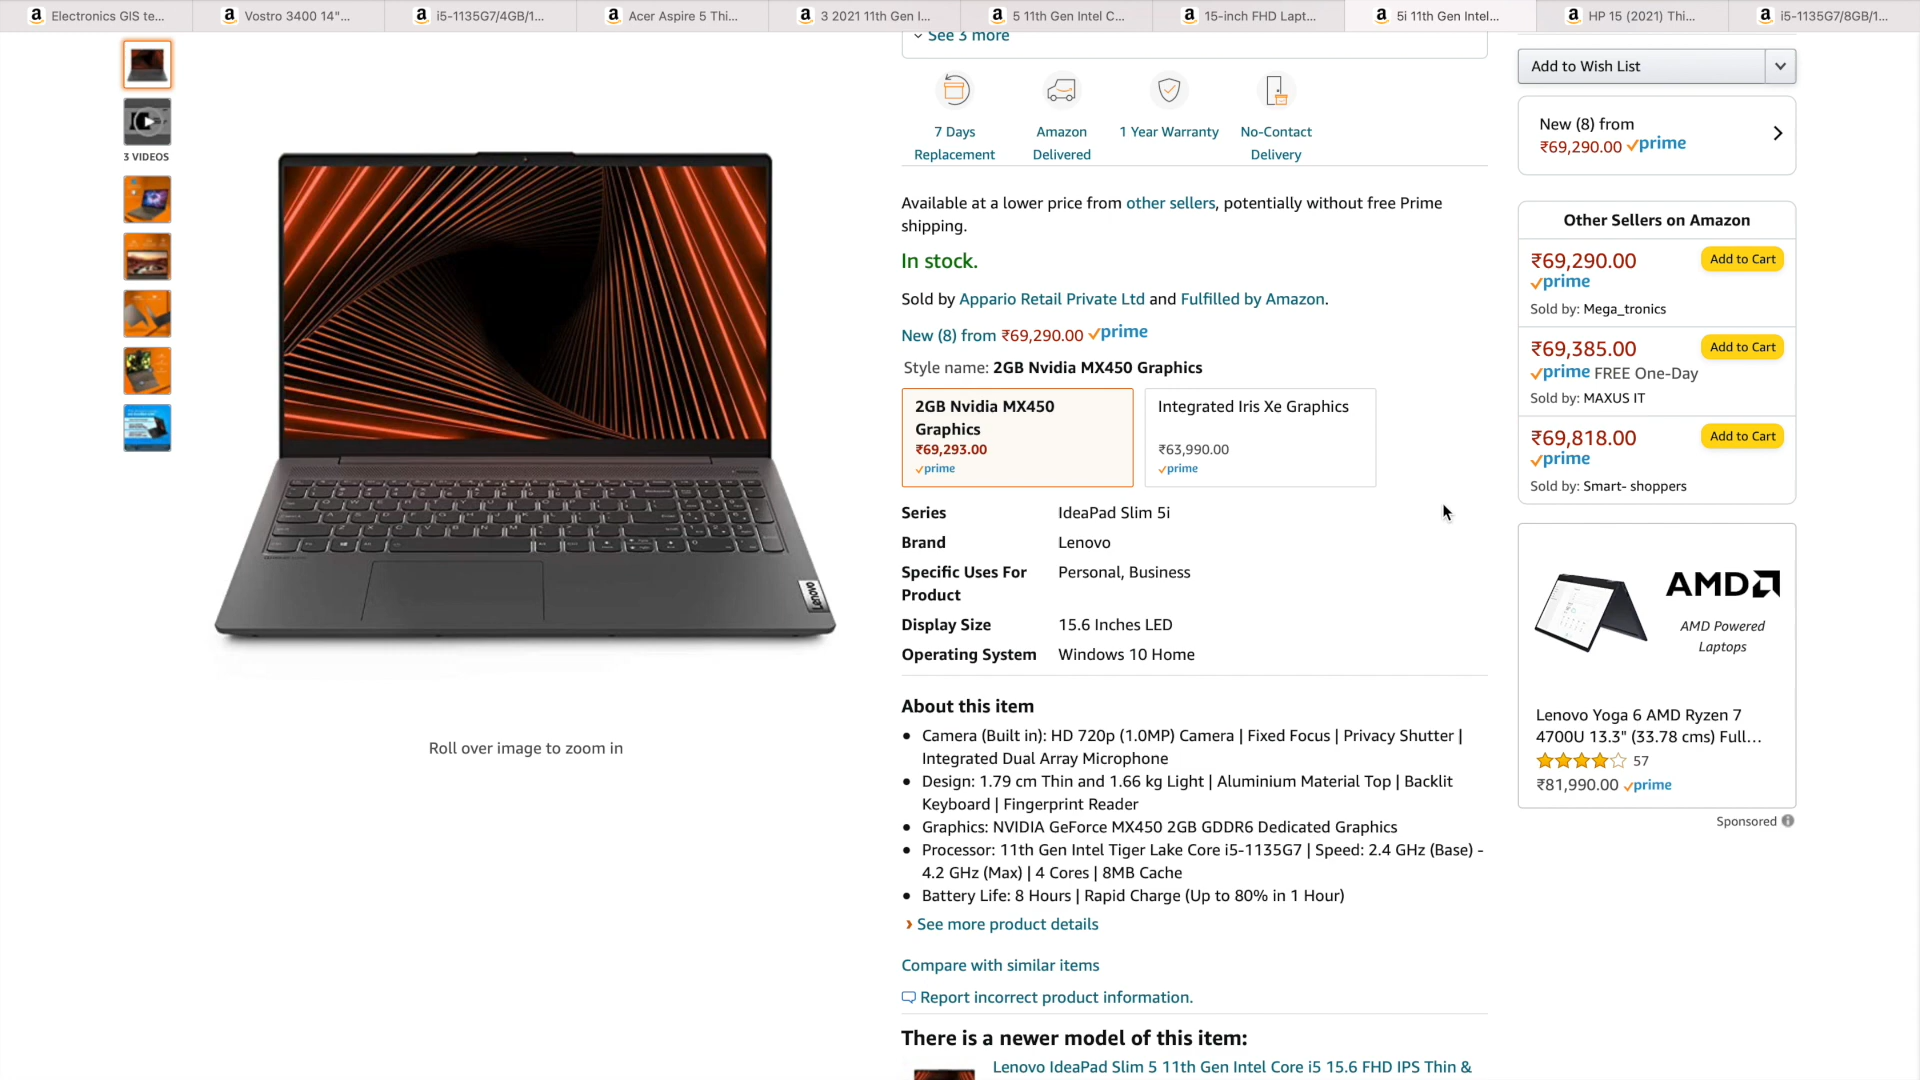 Electronics GIS te...
Vostro 3400 14"...
i5-1135G7/4GB/1...
Acer Aspire 5 Thi...
3 2021 11th Gen I...
5 11th Gen Intel C...
15-inch FHD Lapt...
5i 11th Gen Intel...
HP 15 (2021) Thi...
i5-1135G7/8GB/1...
See 3 more
7 Days
Replacement
Amazon
Delivered
1 Year Warranty
No-Contact
Delivery
3 VIDEOS
Lenovo
Roll over image to zoom in
Available at a lower price from other sellers, potentially without free Prime
shipping.
In stock.
Sold by Appario Retail Private Ltd and Fulfilled by Amazon.
New (8) from ₹69,290.00 prime
Style name: 2GB Nvidia MX450 Graphics
2GB Nvidia MX450
Graphics
₹69,293.00
prime
Integrated Iris Xe Graphics
₹63,990.00
prime
Series IdeaPad Slim 5i
Brand Lenovo
Specific Uses For Personal, Business
Product
Display Size 15.6 Inches LED
Operating System Windows 10 Home
About this item
Camera (Built in): HD 720p (1.0MP) Camera | Fixed Focus | Privacy Shutter |
Integrated Dual Array Microphone
Design: 1.79 cm Thin and 1.66 kg Light | Aluminium Material Top | Backlit
Keyboard | Fingerprint Reader
Graphics: NVIDIA GeForce MX450 2GB GDDR6 Dedicated Graphics
Processor: 11th Gen Intel Tiger Lake Core i5-1135G7 | Speed: 2.4 GHz (Base) -
4.2 GHz (Max) | 4 Cores | 8MB Cache
Battery Life: 8 Hours | Rapid Charge (Up to 80% in 1 Hour)
See more product details
Compare with similar items
Report incorrect product information.
There is a newer model of this item:
Lenovo IdeaPad Slim 5 11th Gen Intel Core i5 15.6 FHD IPS Thin &
Add to Wish List
New (8) from
₹69,290.00 prime
Other Sellers on Amazon
₹69,290.00 Add to Cart
prime
Sold by: Mega_tronics
₹69,385.00 Add to Cart
prime FREE One-Day
Sold by: MAXUS IT
₹69,818.00 Add to Cart
prime
Sold by: Smart- shoppers
AMD
AMD Powered
Laptops
Lenovo Yoga 6 AMD Ryzen 7
4700U 13.3" (33.78 cms) Full...
57
₹81,990.00 prime
Sponsored